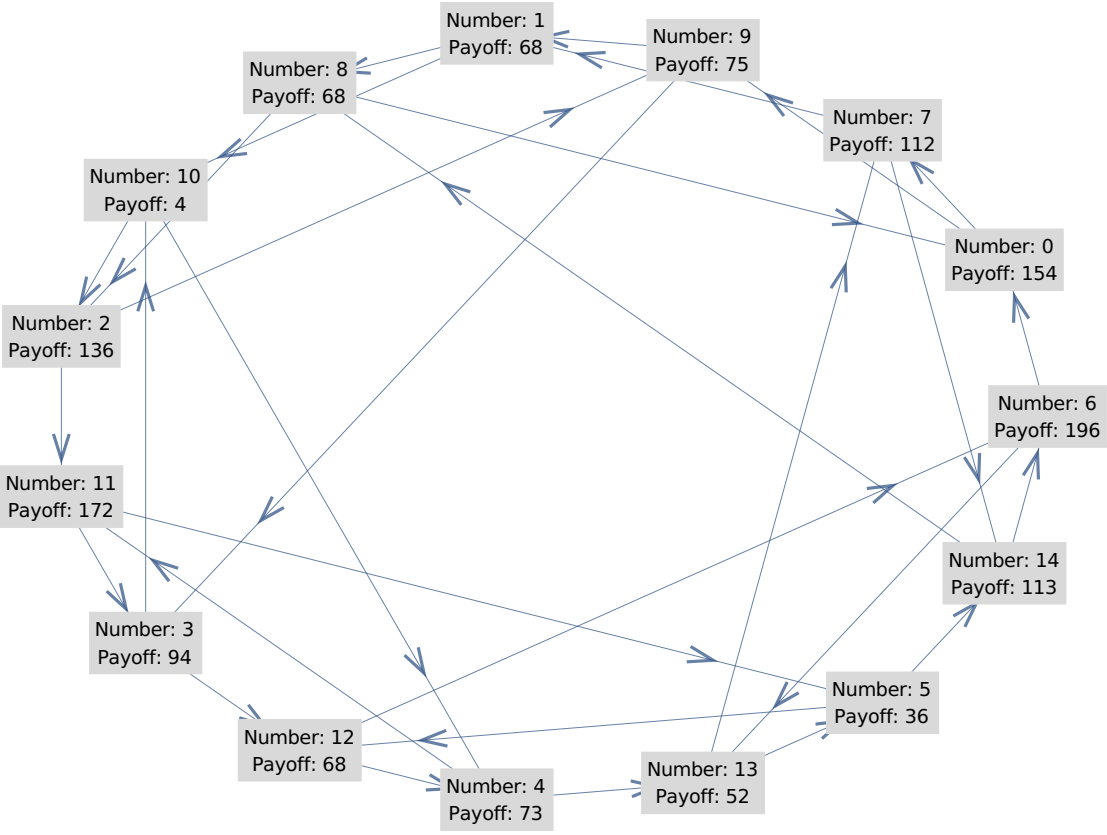 Number: 1
Payoff: 68
Number: 9
Payoff: 75
Number: 8
Payoff: 68
Number: 7
Payoff: 112
Number: 10
Payoff: 4
Number: 0
Payoff: 154
Number: 2
Payoff: 136
Number: 6
Payoff: 196
Number: 11
Payoff: 172
Number: 14
Payoff: 113
Number: 3
Payoff: 94
Number: 5
Payoff: 36
Number: 12
Payoff: 68
Number: 13
Payoff: 52
Number: 4
Payoff: 73